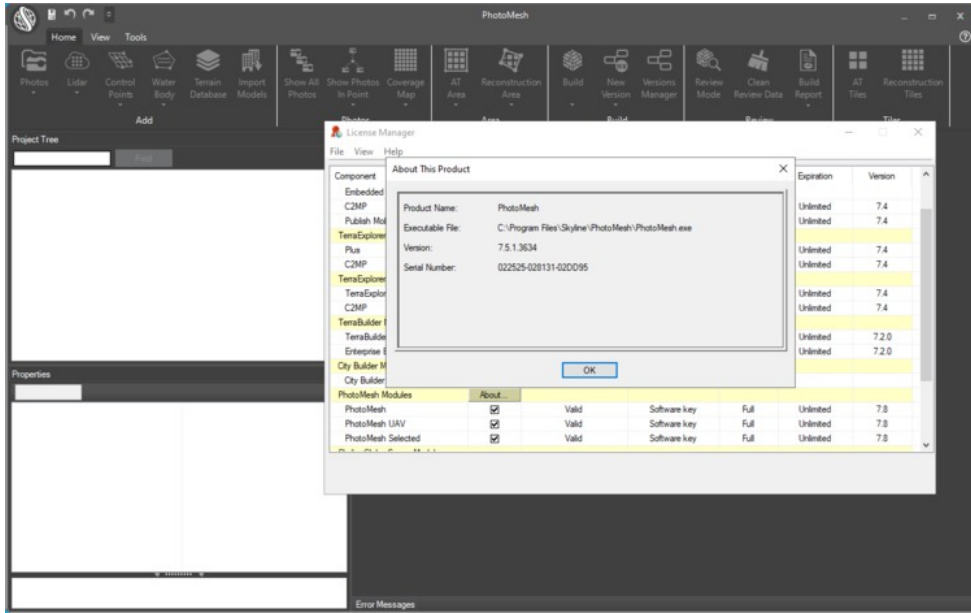 PhotoMesh
Home View Tools
Photos Lidar Control Points Water Body Terrain Database Import Models Show All Photos Show Photos In Point Coverage Map AT Area Reconstruction Area Build New Version Versions Manager Review Mode Clean Review Data Build Report AT Tiles Reconstruction Tiles
Add Photos Area Build Review Tiles
Project Tree
Find
Properties
Error Messages
License Manager
File View Help
Component Expiration Version
Embedded
C2MP Unlimited 7.4
Publish Mo Unlimited 7.4
TerraExplorer
Plus Unlimited 7.4
C2MP Unlimited 7.4
TerraExplorer
TerraExplor Unlimited 7.4
C2MP Unlimited 7.4
TerraBuilder
TerraBuilde Unlimited 7.2.0
Enterprise Unlimited 7.2.0
City Builder M
City Builder
PhotoMesh Modules About...
PhotoMesh Valid Software key Full Unlimited 7.8
PhotoMesh UAV Valid Software key Full Unlimited 7.8
PhotoMesh Selected Valid Software key Full Unlimited 7.8
About This Product
Product Name: PhotoMesh
Executable File: C:\Program Files\Skyline\PhotoMesh\PhotoMesh.exe
Version: 7.5.1.3634
Serial Number: 022525-028131-02DD95
OK